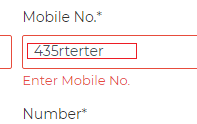 Mobile No.*
435rterter
Enter Mobile No.
Number*